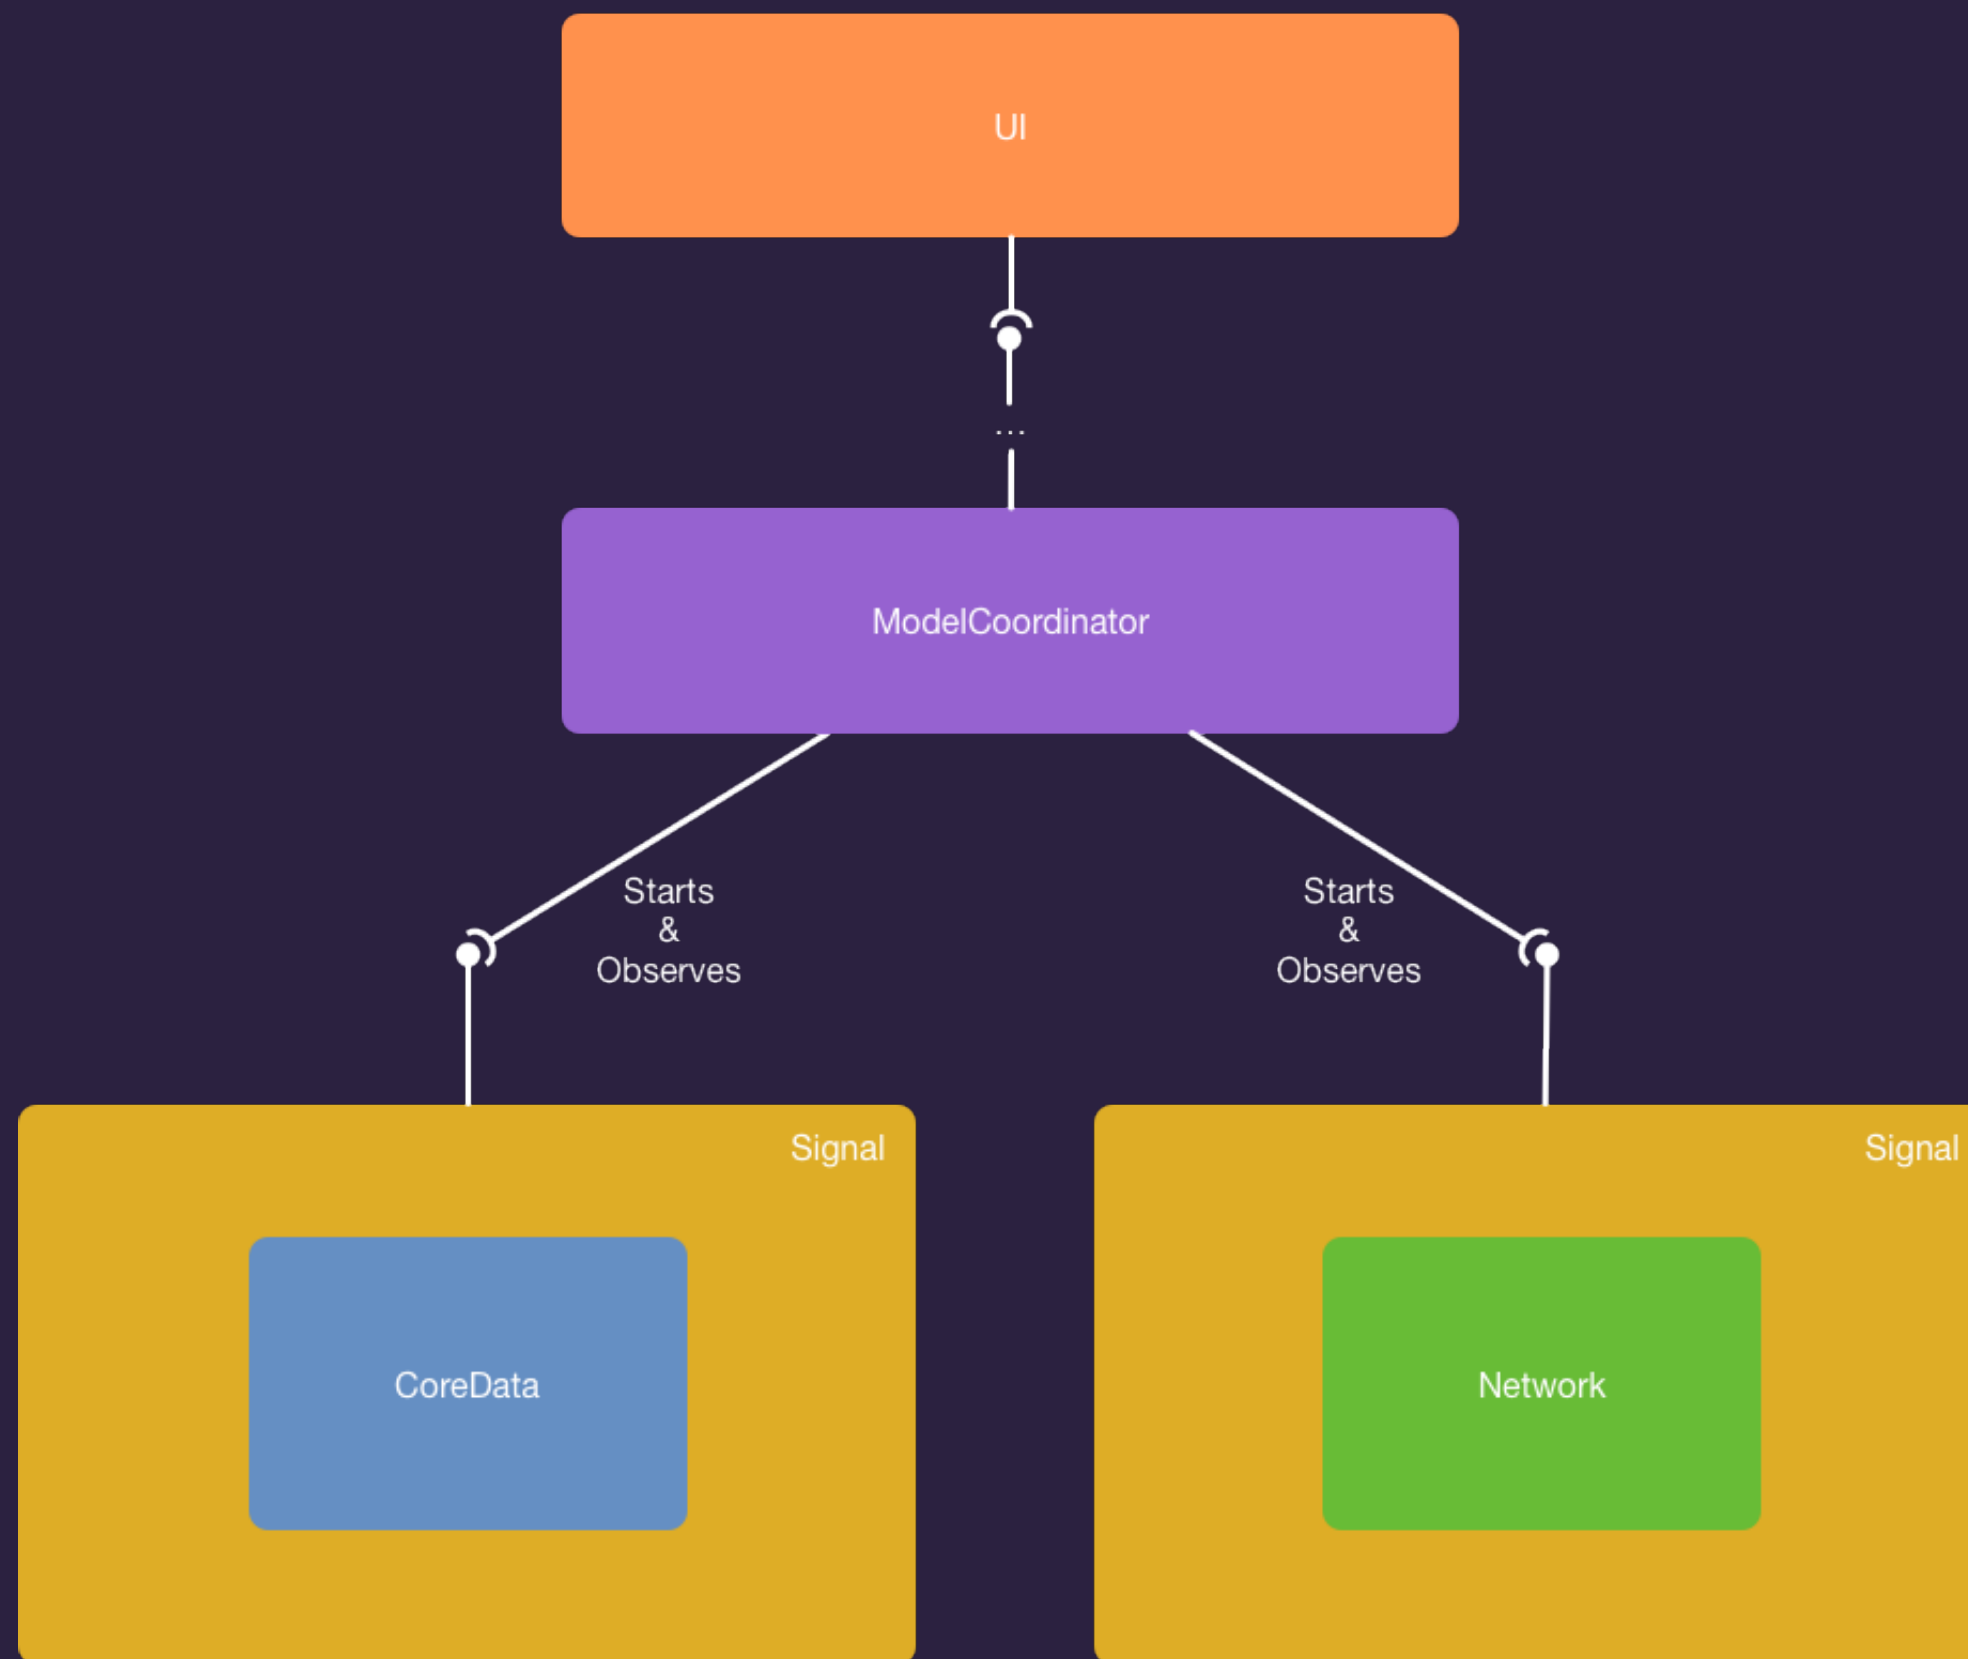 UI
...
ModelCoordinator
Starts
&
Observes
Starts
&
Observes
Signal
Signal
CoreData
Network